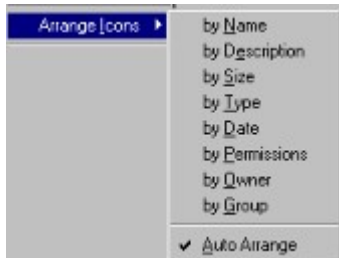 Arrange Icons
by Name
by Description
by Size
by Type
by Date
by Permissions
by Owner
by Group
Auto Arrange